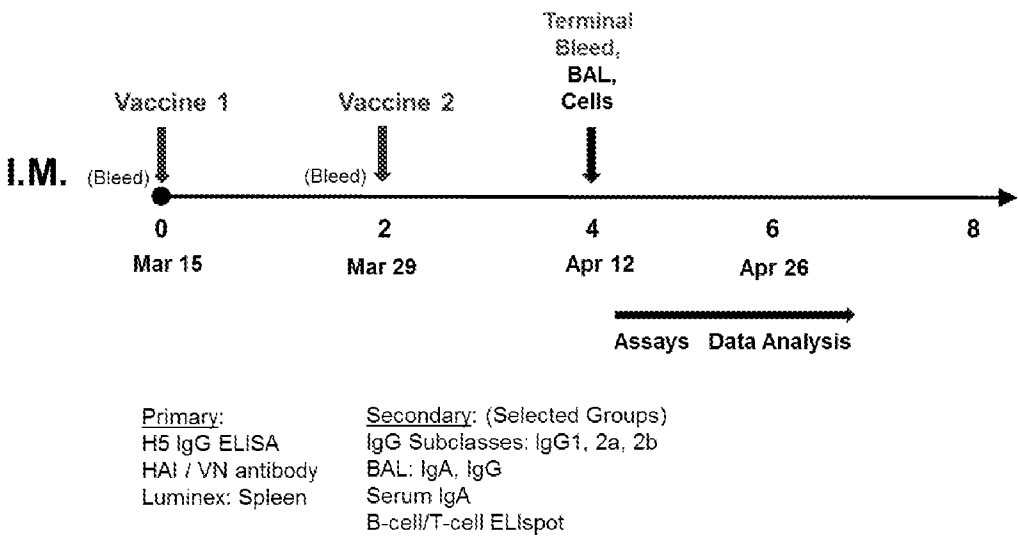 Terminal
Bleed,
BAL,
Cells
Vaccine 1
Vaccine 2
I.M.
(Bleed)
(Bleed)
0
2
4
6
8
Mar 15
Mar 29
Apr 12
Apr 26
Assays Data Analysis
Primary:
H5 IgG ELISA
HAI / VN antibody
Luminex: Spleen
Secondary: (Selected Groups)
IgG Subclasses: IgG1, 2a, 2b
BAL: IgA, IgG
Serum IgA
B-cell/T-cell ELIspot